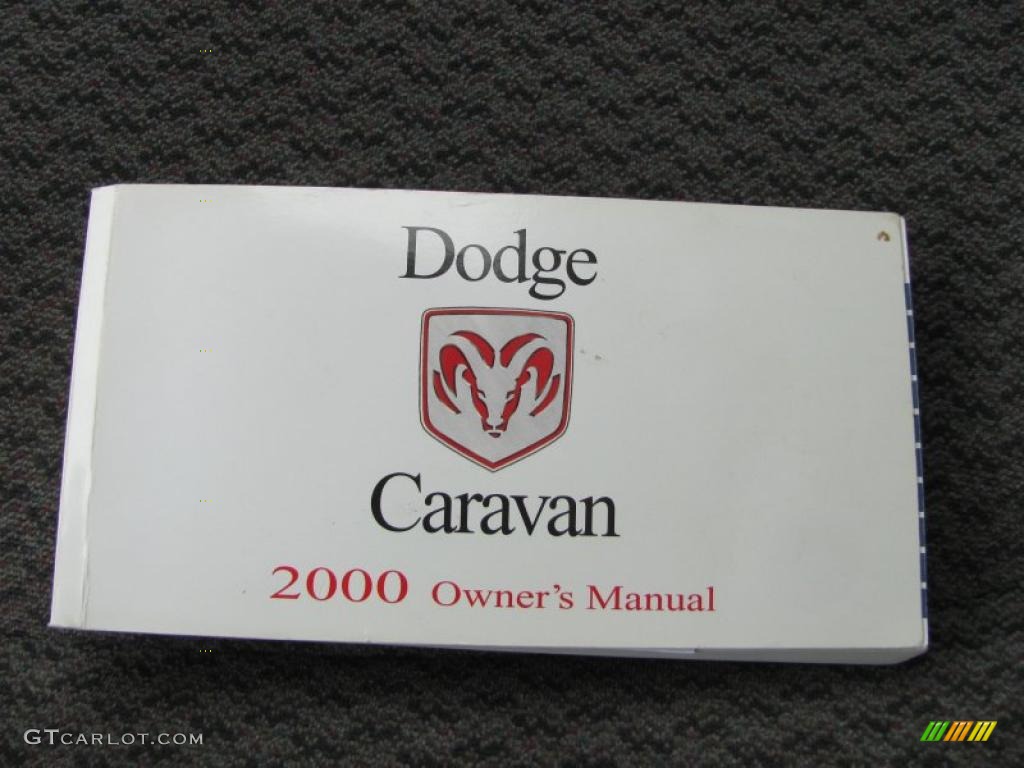 Dodge
Caravan
2000 Owner's Manual
GTCARLOT.COM